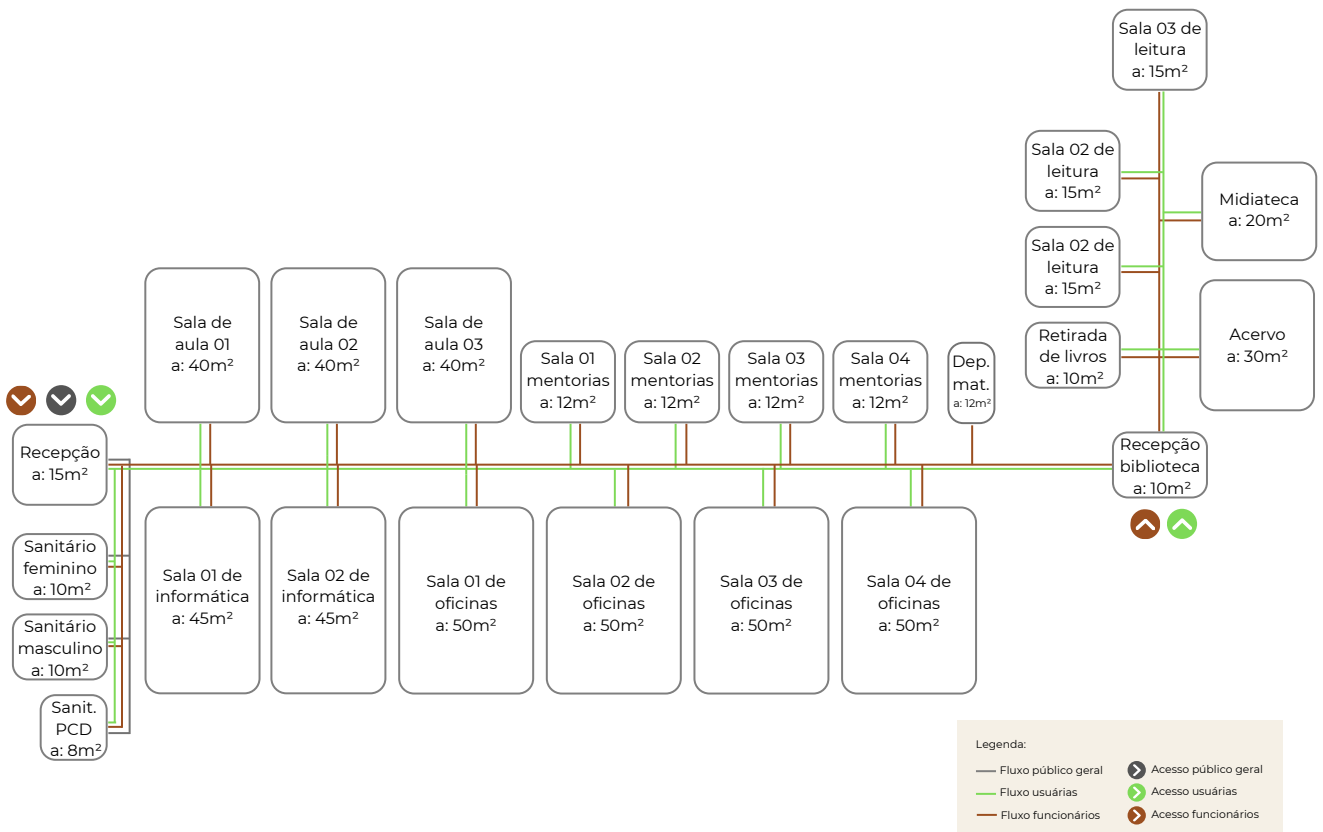 Sala 03 de
leitura
a: 15m²
Sala 02 de
leitura
a: 15m²
Midiateca
a: 20m²
Sala 02 de
leitura
a: 15m²
Retirada
de livros
a: 10m²
Acervo
a: 30m²
Sala de
aula 01
a: 40m²
Sala de
aula 02
a: 40m²
Sala de
aula 03
a: 40m²
Sala 01
mentorias
a: 12m²
Sala 02
mentorias
a: 12m²
Sala 03
mentorias
a: 12m²
Sala 04
mentorias
a: 12m²
Dep.
mat.
a: 12m²
Recepção
a: 15m²
Recepção
biblioteca
a: 10m²
Sanitário
feminino
a: 10m²
Sanitário
masculino
a: 10m²
Sanit.
PCD
a: 8m²
Sala 01 de
informática
a: 45m²
Sala 02 de
informática
a: 45m²
Sala 01 de
oficinas
a: 50m²
Sala 02 de
oficinas
a: 50m²
Sala 03 de
oficinas
a: 50m²
Sala 04 de
oficinas
a: 50m²
Legenda:
Fluxo público geral
Fluxo usuárias
Fluxo funcionários
Acesso público geral
Acesso usuárias
Acesso funcionários